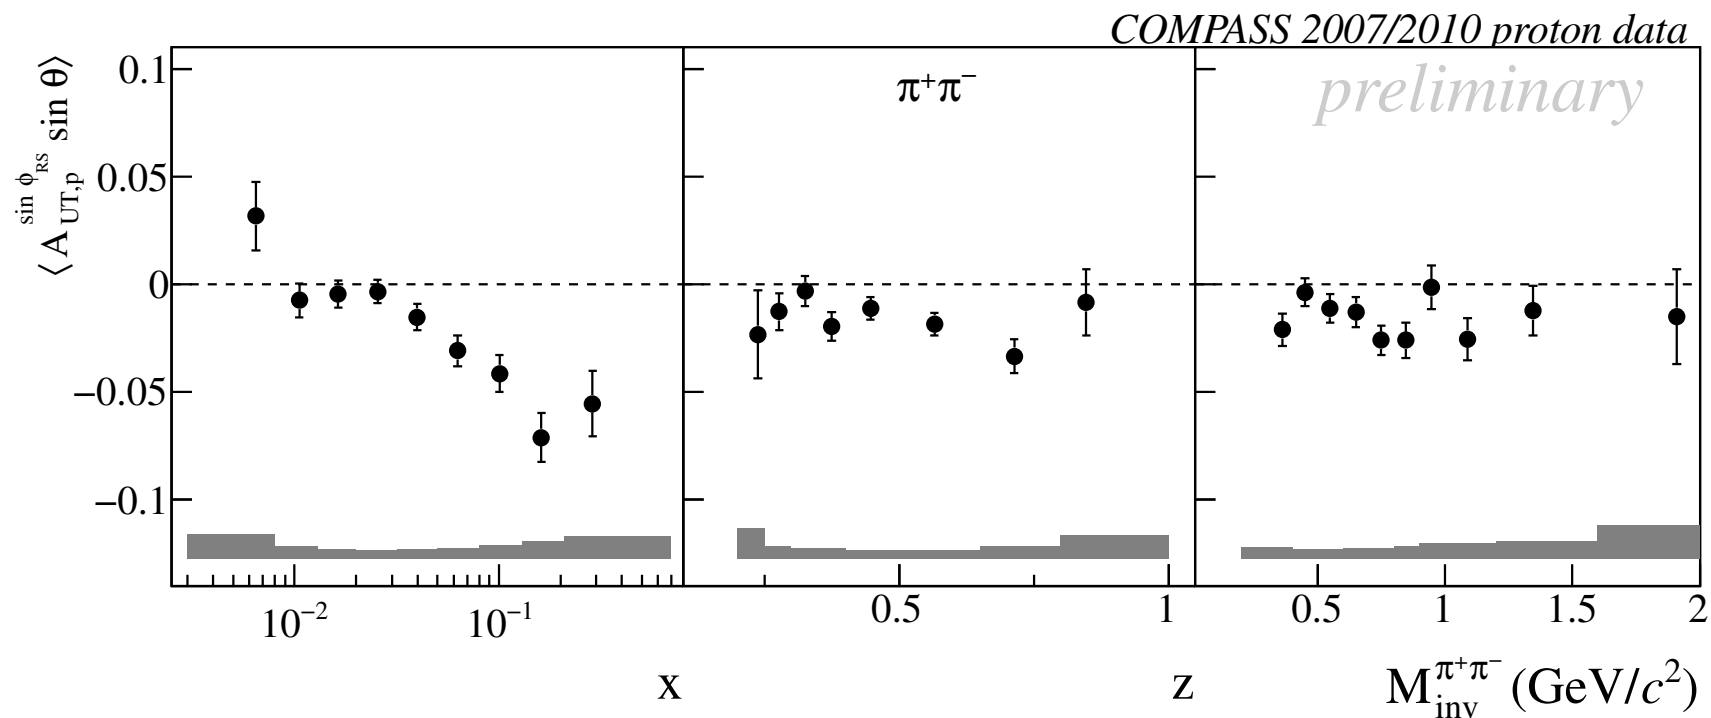 COMPASS 2007/2010 proton data
π⁺π⁻
preliminary
⟨A^{sin φ_RS}_{UT,p} sin θ⟩
0.1
0.05
0
−0.05
−0.1
10⁻² 10⁻¹ 0.5 1 0.5 1 1.5 2
x z M^{π⁺π⁻}_{inv} (GeV/c²)